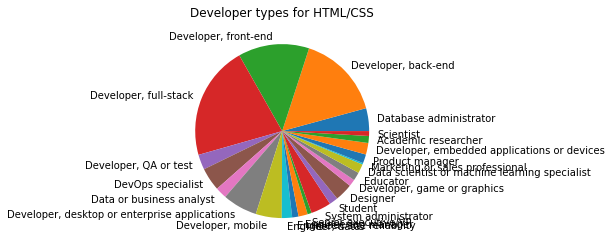 Developer types for HTML/CSS
Developer, front-end
Developer, back-end
Developer, full-stack
Database administrator
Scientist
Academic researcher
Developer, embedded applications or devices
Product manager
Marketing or sales professional
Data scientist or machine learning specialist
Educator
Developer, game or graphics
Designer
Student
System administrator
Developer, QA or test
DevOps specialist
Data or business analyst
Developer, desktop or enterprise applications
Developer, mobile